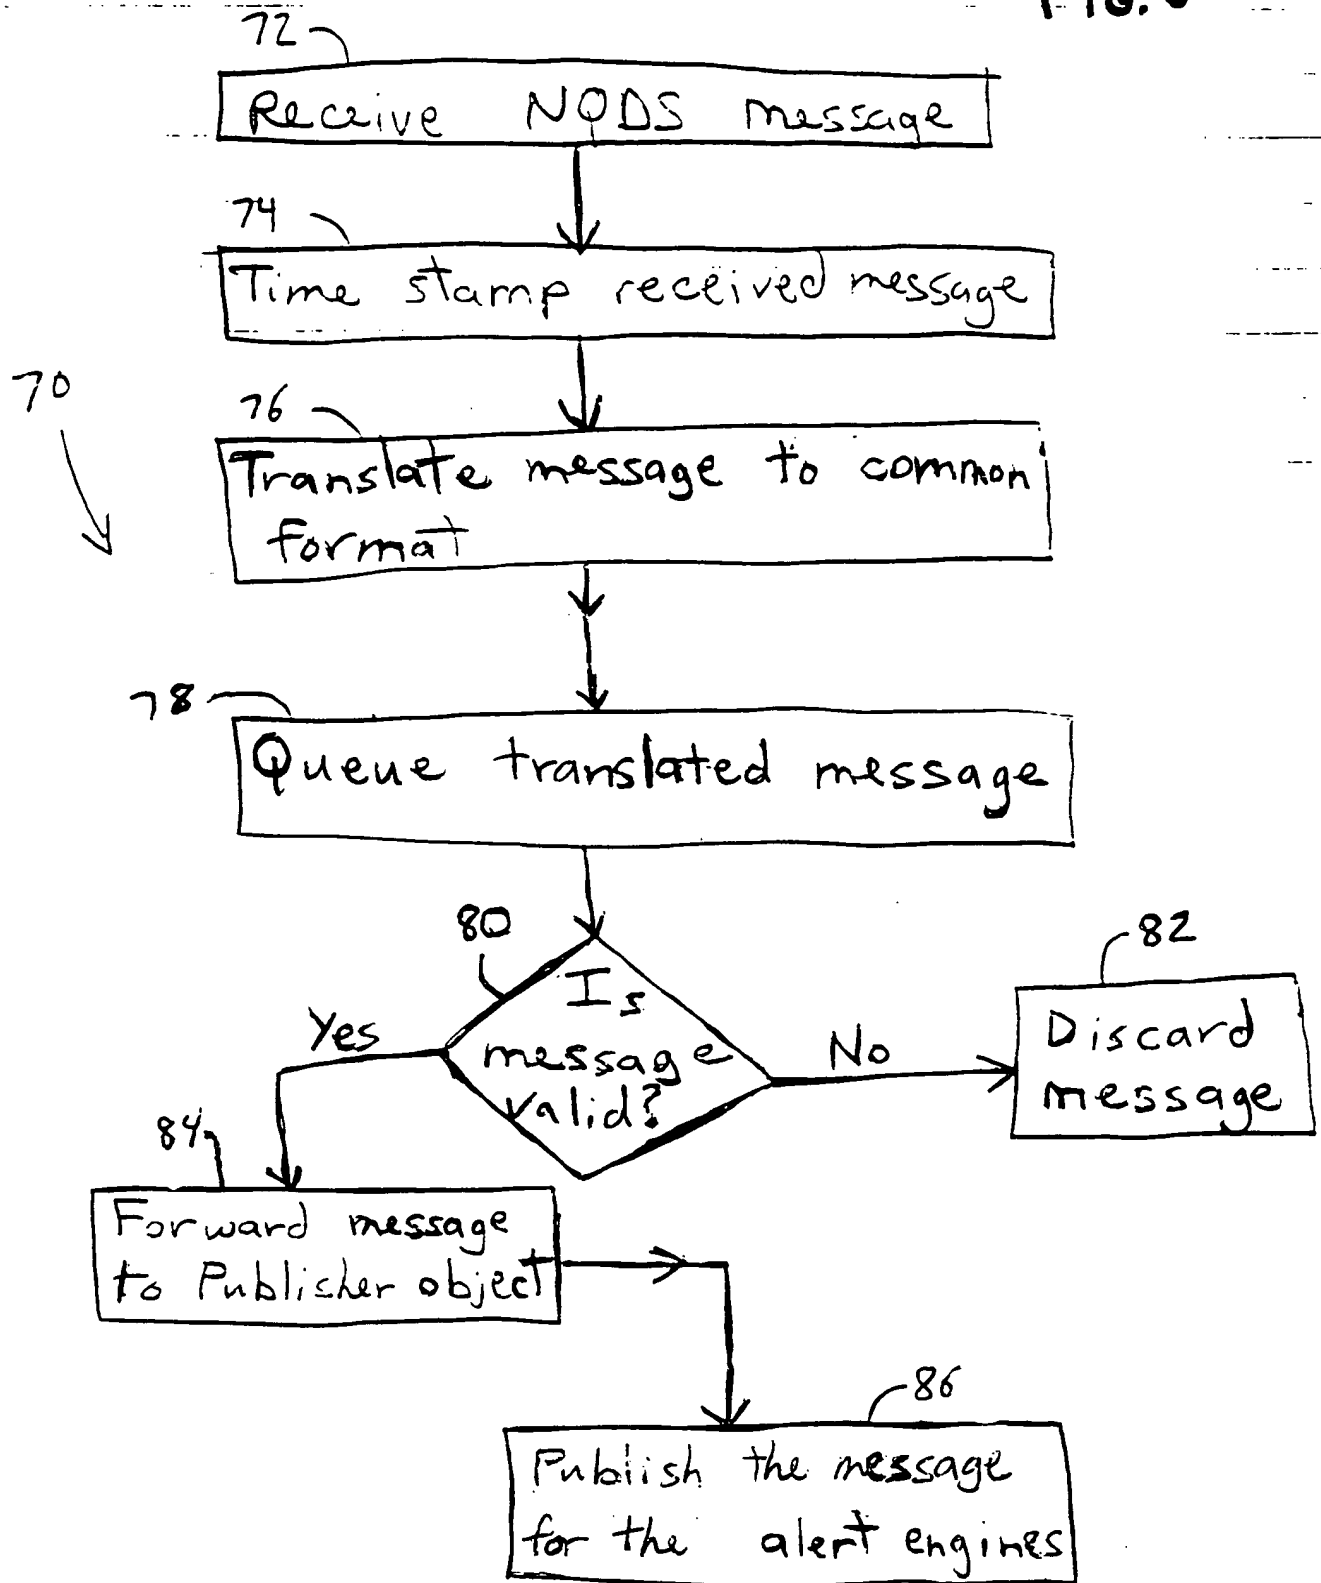 72
Receive NQDS message
74
Time stamp received message
70
76
Translate message to common
format
78
Queue translated message
80
Is
message
valid?
Yes
No
82
Discard
message
84
Forward message
to Publisher object
86
Publish the message
for the alert engines